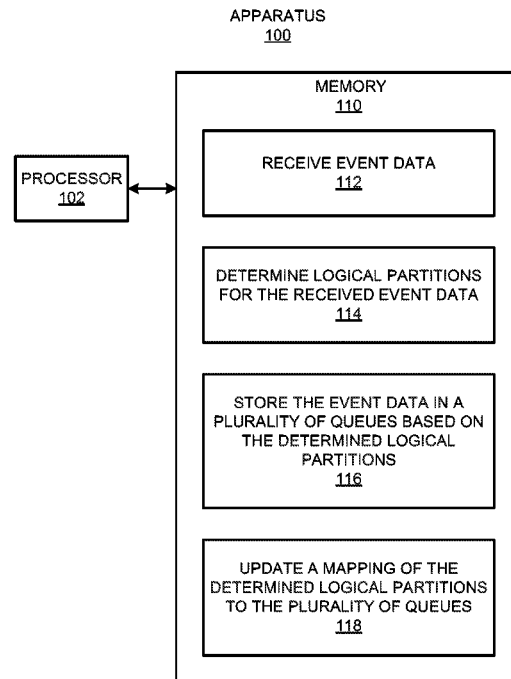 APPARATUS
100
MEMORY
110
PROCESSOR
102
RECEIVE EVENT DATA
112
DETERMINE LOGICAL PARTITIONS
FOR THE RECEIVED EVENT DATA
114
STORE THE EVENT DATA IN A
PLURALITY OF QUEUES BASED ON
THE DETERMINED LOGICAL
PARTITIONS
116
UPDATE A MAPPING OF THE
DETERMINED LOGICAL PARTITIONS
TO THE PLURALITY OF QUEUES
118